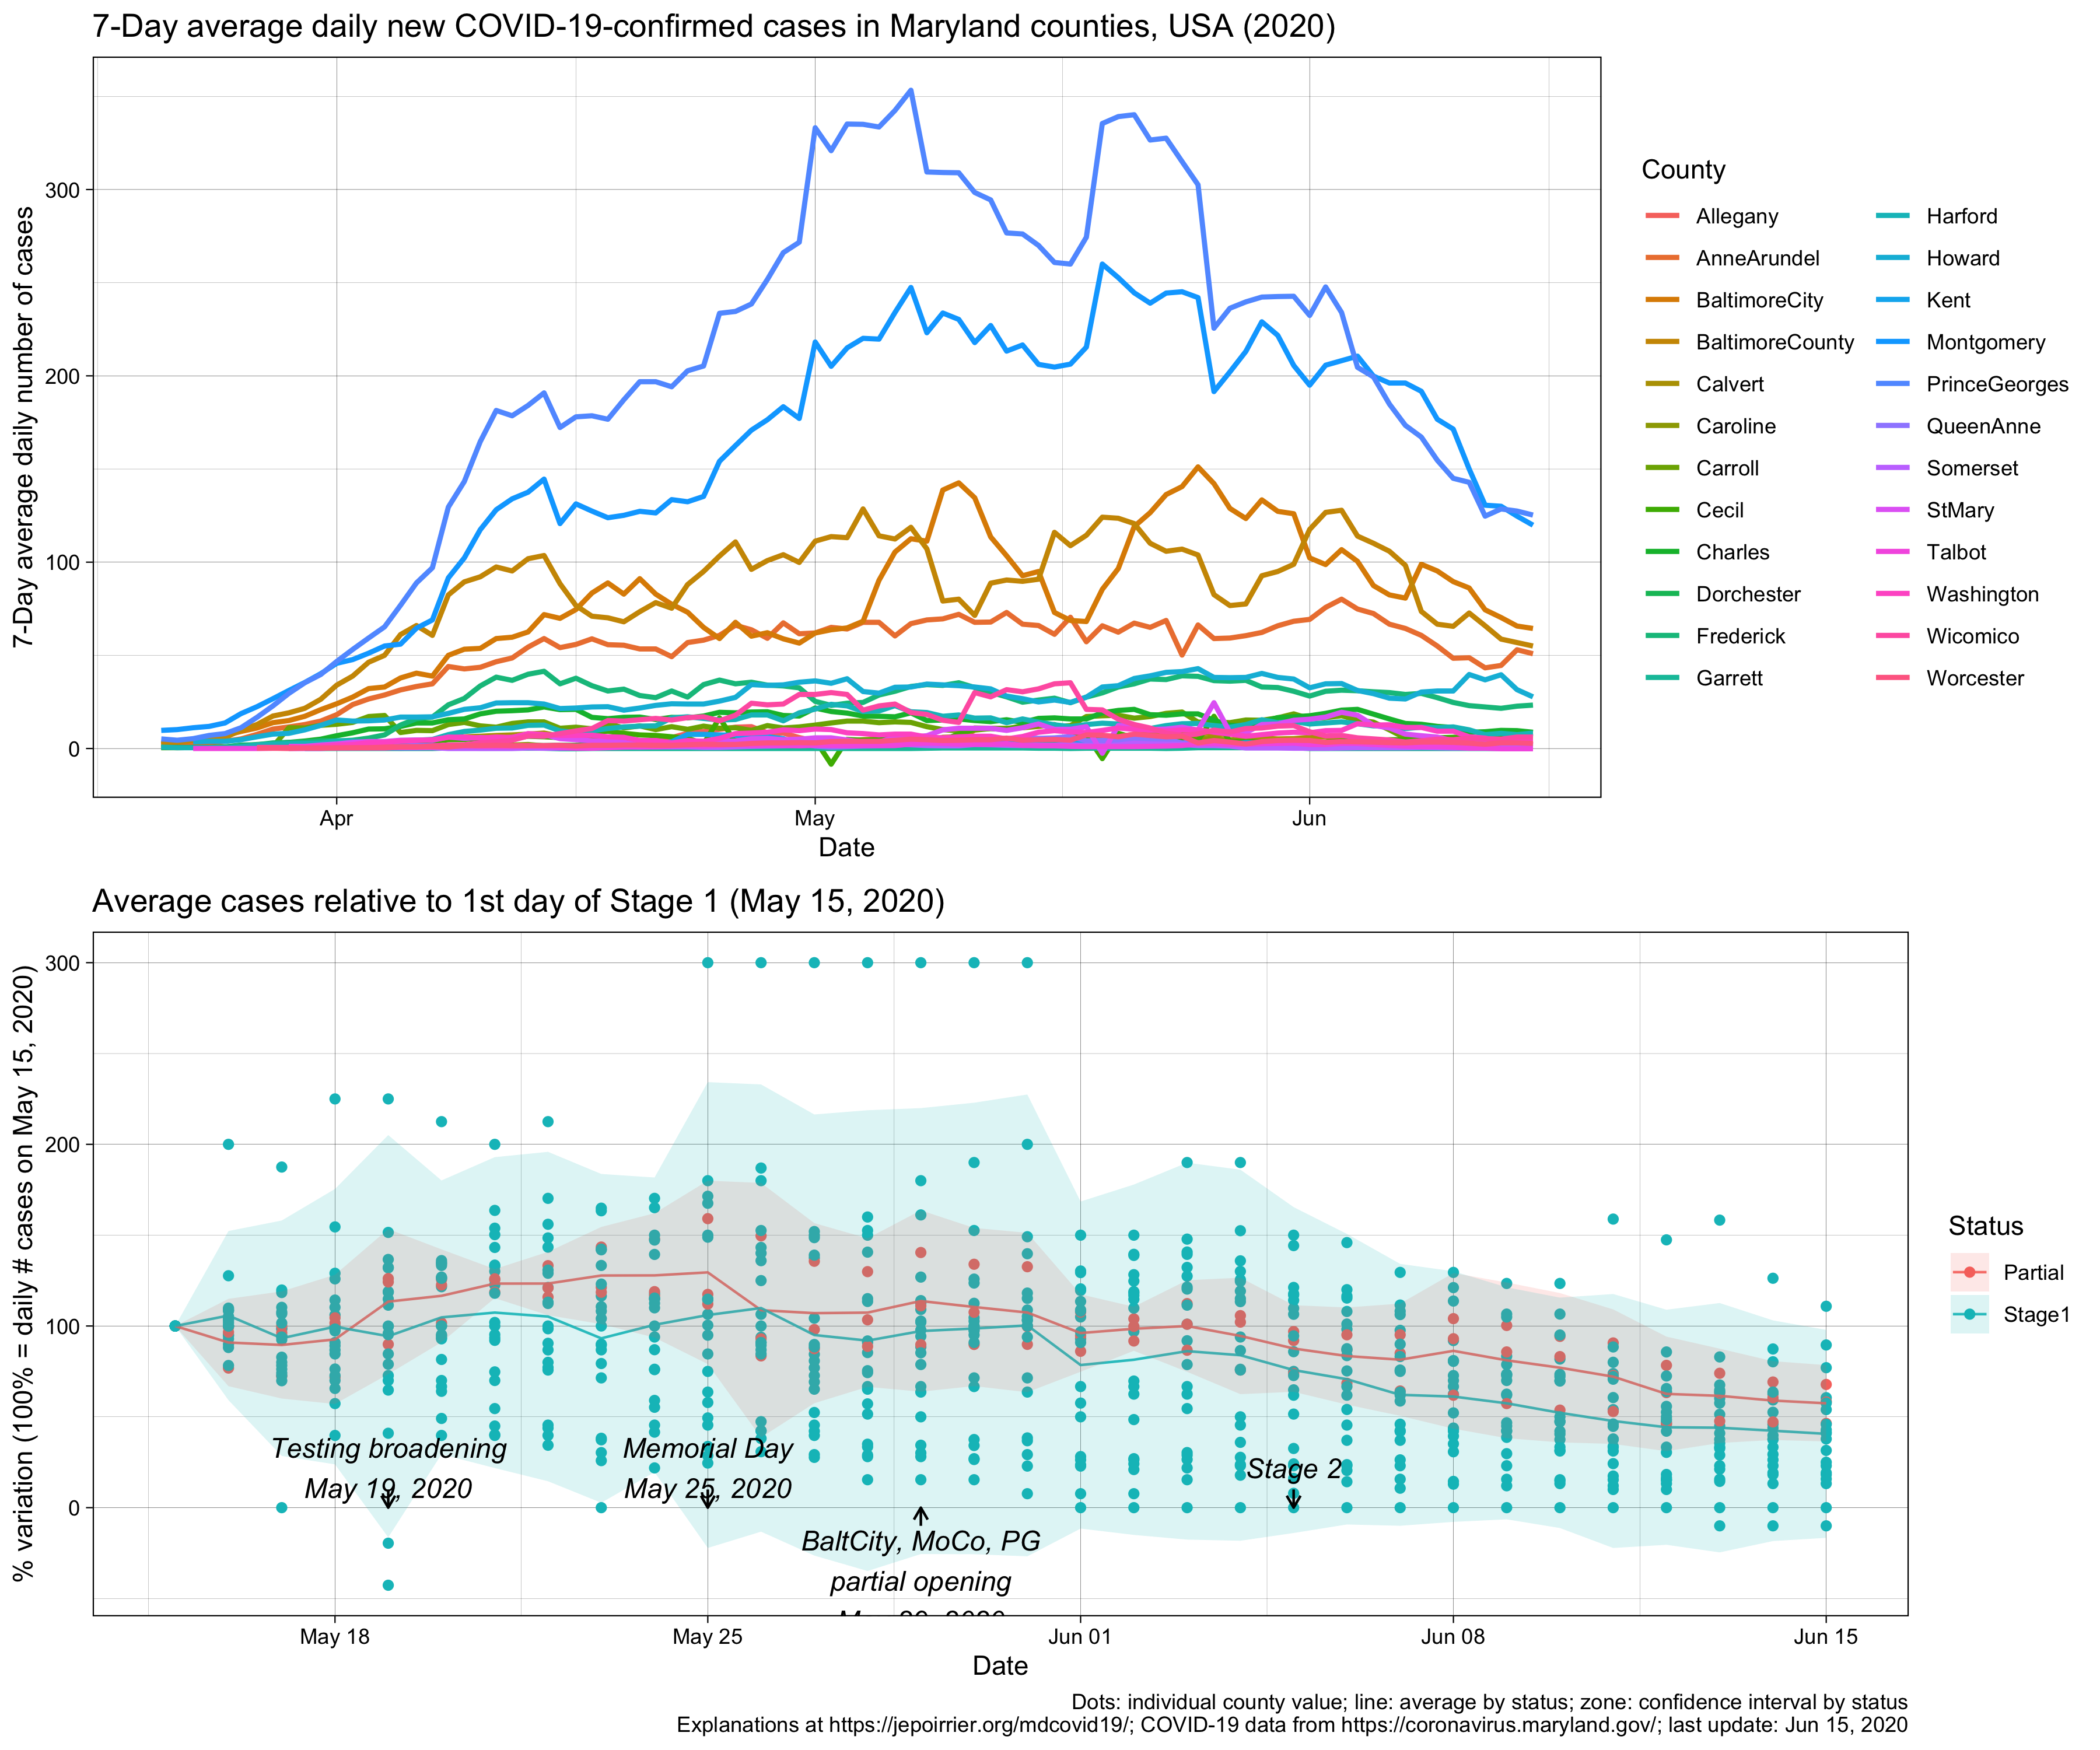 7-Day average daily new COVID-19-confirmed cases in Maryland counties, USA (2020)
7-Day average daily number of cases
300
200
100
0
Apr
May
Jun
Date
County
Allegany
AnneArundel
BaltimoreCity
BaltimoreCounty
Calvert
Caroline
Carroll
Cecil
Charles
Dorchester
Frederick
Garrett
Harford
Howard
Kent
Montgomery
PrinceGeorges
QueenAnne
Somerset
StMary
Talbot
Washington
Wicomico
Worcester
Average cases relative to 1st day of Stage 1 (May 15, 2020)
% variation (100% = daily # cases on May 15, 2020)
300
200
100
0
Testing broadening
May 19, 2020
Memorial Day
May 25, 2020
BaltCity, MoCo, PG
partial opening
Stage 2
May 18
May 25
Jun 01
Jun 08
Jun 15
Date
Status
Partial
Stage1
Dots: individual county value; line: average by status; zone: confidence interval by status
Explanations at https://jepoirrier.org/mdcovid19/; COVID-19 data from https://coronavirus.maryland.gov/; last update: Jun 15, 2020